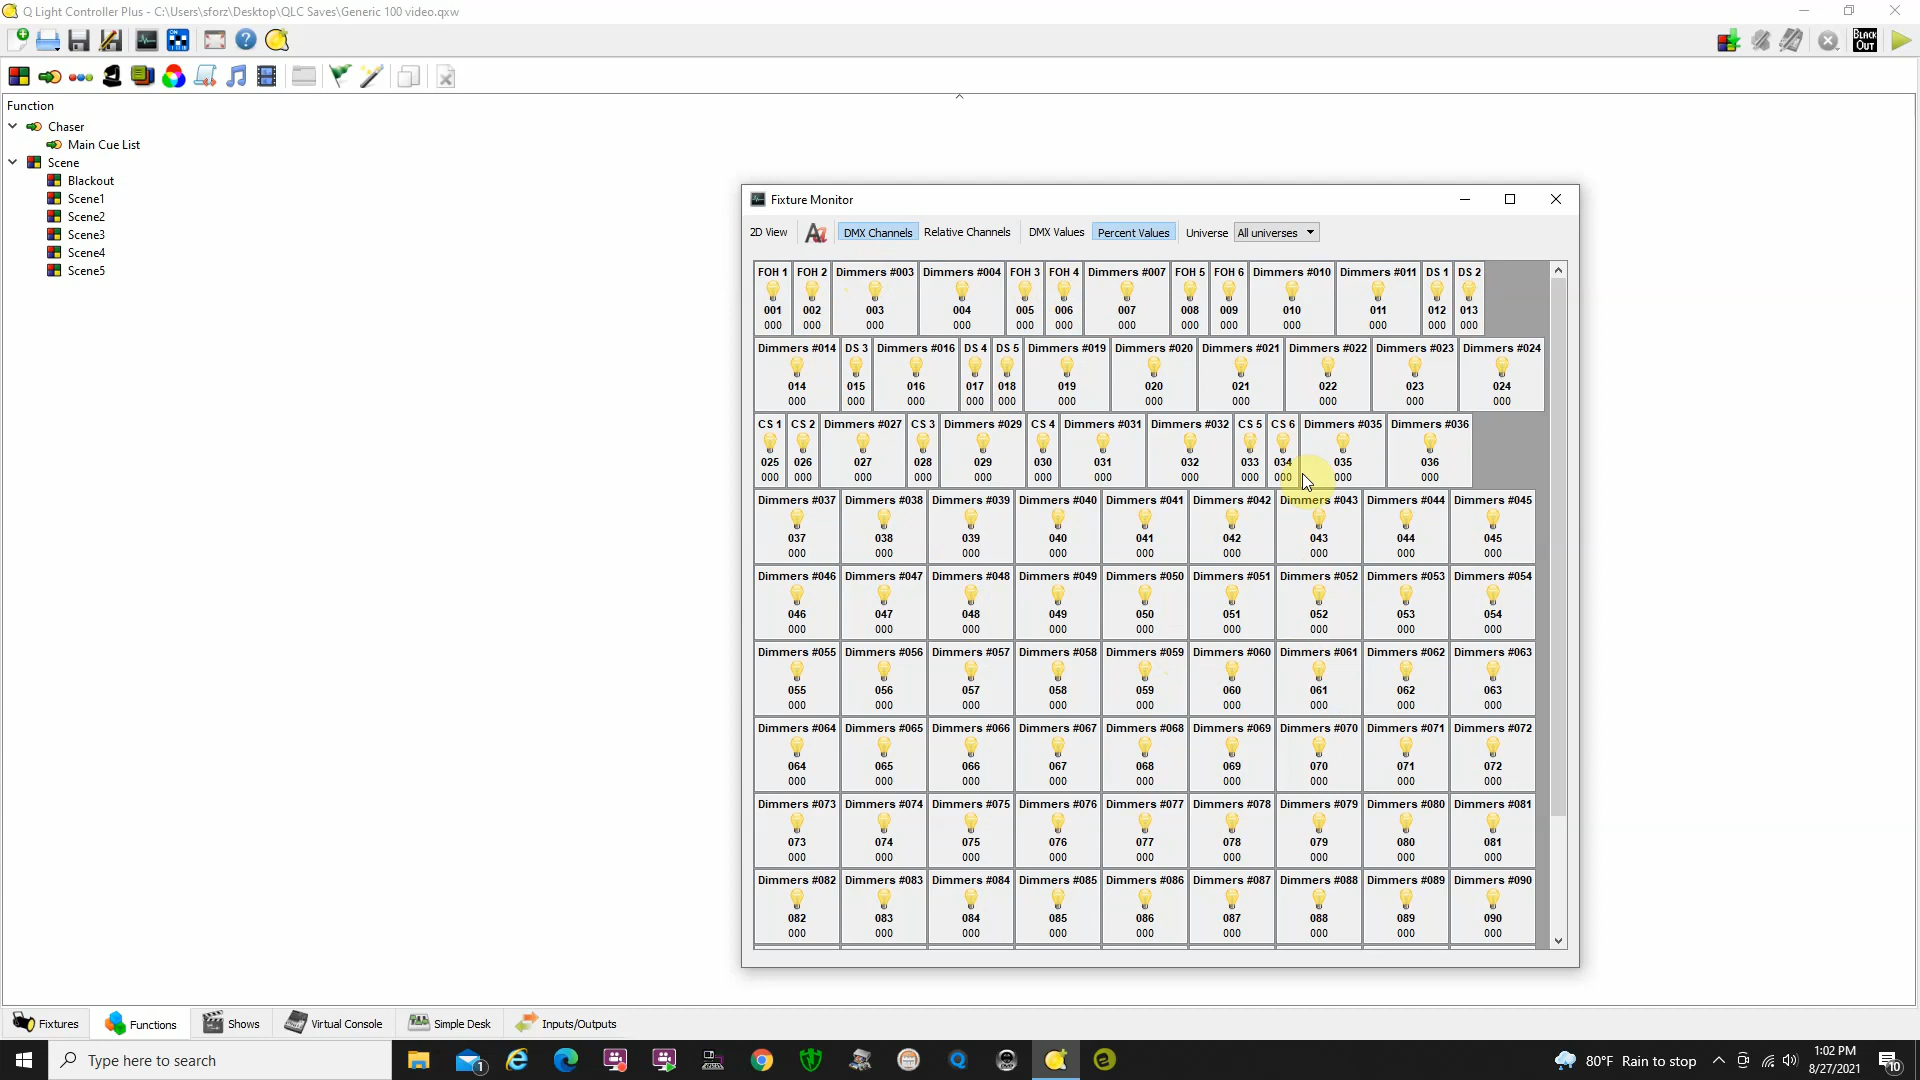 Q Light Controller Plus - C:\Users\sforz\Desktop\QLC Saves\Generic 100 video.qxw
BLACK OUT
Function
Chaser
Main Cue List
Scene
Blackout
Scene1
Scene2
Scene3
Scene4
Scene5
Fixture Monitor
2D View DMX Channels Relative Channels DMX Values Percent Values Universe All universes
FOH 1 FOH 2 Dimmers #003 Dimmers #004 FOH 3 FOH 4 Dimmers #007 FOH 5 FOH 6 Dimmers #010 Dimmers #011 DS 1 DS 2
001 002 003 004 005 006 007 008 009 010 011 012 013
000 000 000 000 000 000 000 000 000 000 000 000 000
Dimmers #014 DS 3 Dimmers #016 DS 4 DS 5 Dimmers #019 Dimmers #020 Dimmers #021 Dimmers #022 Dimmers #023 Dimmers #024
014 015 016 017 018 019 020 021 022 023 024
000 000 000 000 000 000 000 000 000 000 000
CS 1 CS 2 Dimmers #027 CS 3 Dimmers #029 CS 4 Dimmers #031 Dimmers #032 CS 5 CS 6 Dimmers #035 Dimmers #036
025 026 027 028 029 030 031 032 033 034 035 036
000 000 000 000 000 000 000 000 000 000 000 000
Dimmers #037 Dimmers #038 Dimmers #039 Dimmers #040 Dimmers #041 Dimmers #042 Dimmers #043 Dimmers #044 Dimmers #045
037 038 039 040 041 042 043 044 045
000 000 000 000 000 000 000 000 000
Dimmers #046 Dimmers #047 Dimmers #048 Dimmers #049 Dimmers #050 Dimmers #051 Dimmers #052 Dimmers #053 Dimmers #054
046 047 048 049 050 051 052 053 054
000 000 000 000 000 000 000 000 000
Dimmers #055 Dimmers #056 Dimmers #057 Dimmers #058 Dimmers #059 Dimmers #060 Dimmers #061 Dimmers #062 Dimmers #063
055 056 057 058 059 060 061 062 063
000 000 000 000 000 000 000 000 000
Dimmers #064 Dimmers #065 Dimmers #066 Dimmers #067 Dimmers #068 Dimmers #069 Dimmers #070 Dimmers #071 Dimmers #072
064 065 066 067 068 069 070 071 072
000 000 000 000 000 000 000 000 000
Dimmers #073 Dimmers #074 Dimmers #075 Dimmers #076 Dimmers #077 Dimmers #078 Dimmers #079 Dimmers #080 Dimmers #081
073 074 075 076 077 078 079 080 081
000 000 000 000 000 000 000 000 000
Dimmers #082 Dimmers #083 Dimmers #084 Dimmers #085 Dimmers #086 Dimmers #087 Dimmers #088 Dimmers #089 Dimmers #090
082 083 084 085 086 087 088 089 090
000 000 000 000 000 000 000 000 000
Fixtures Functions Shows Virtual Console Simple Desk Inputs/Outputs
Type here to search 1 80°F Rain to stop 1:02 PM
8/27/2021 10